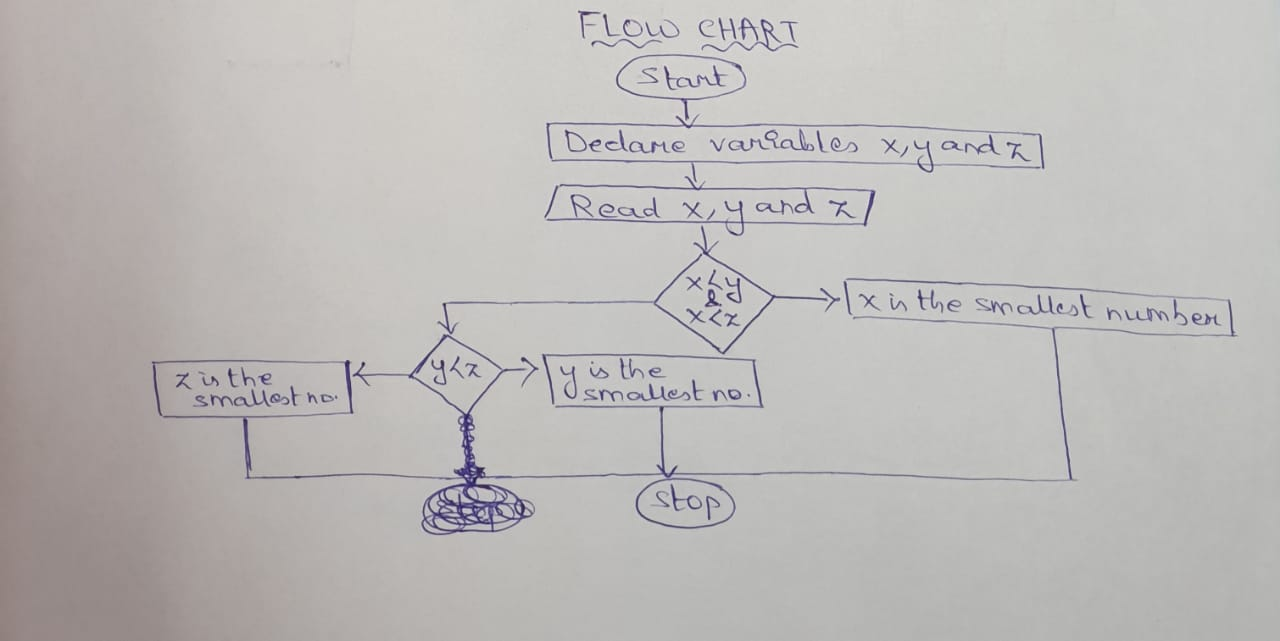 FLOW CHART
Start
Declare variables x, y and z
Read x, y and z
x<y
&
x<z
x is the smallest number
y<z
z is the
smallest no.
y is the
smallest no.
Stop